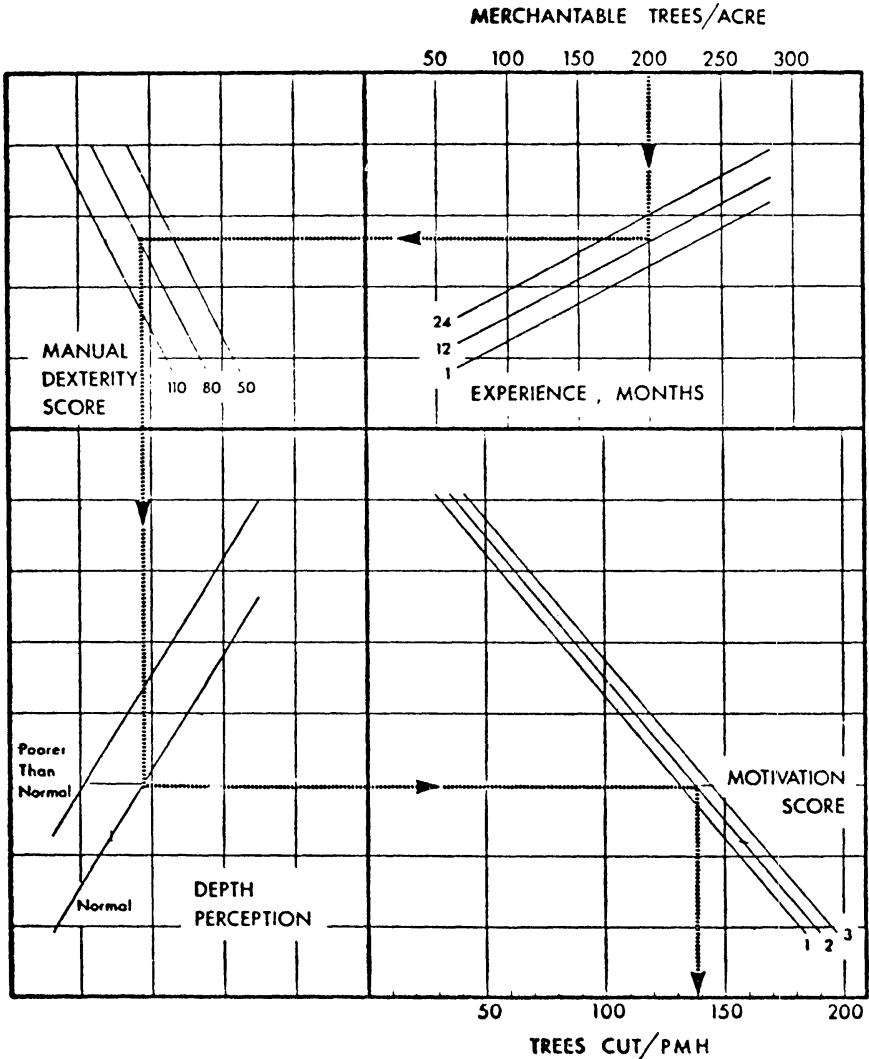 MERCHANTABLE TREES/ACRE
50 100 150 200 250 300
24
12
1
MANUAL
DEXTERITY
SCORE
110 80 50
EXPERIENCE, MONTHS
Poorer
Than
Normal
MOTIVATION
SCORE
DEPTH
PERCEPTION
Normal
1 2 3
50 100 150 200
TREES CUT/PMH